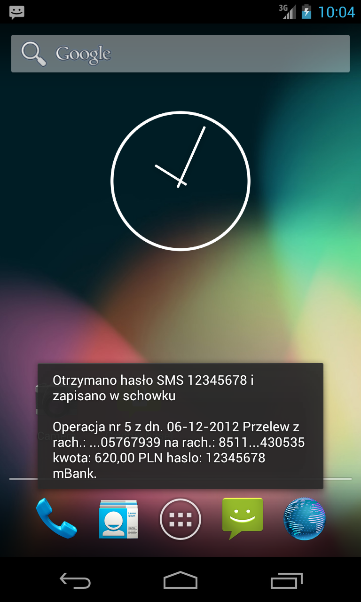 3G 10:04
Google
Otrzymano hasło SMS 12345678 i
zapisano w schowku
Operacja nr 5 z dn. 06-12-2012 Przelew z
rach.: ...05767939 na rach.: 8511...430535
kwota: 620,00 PLN haslo: 12345678
mBank.